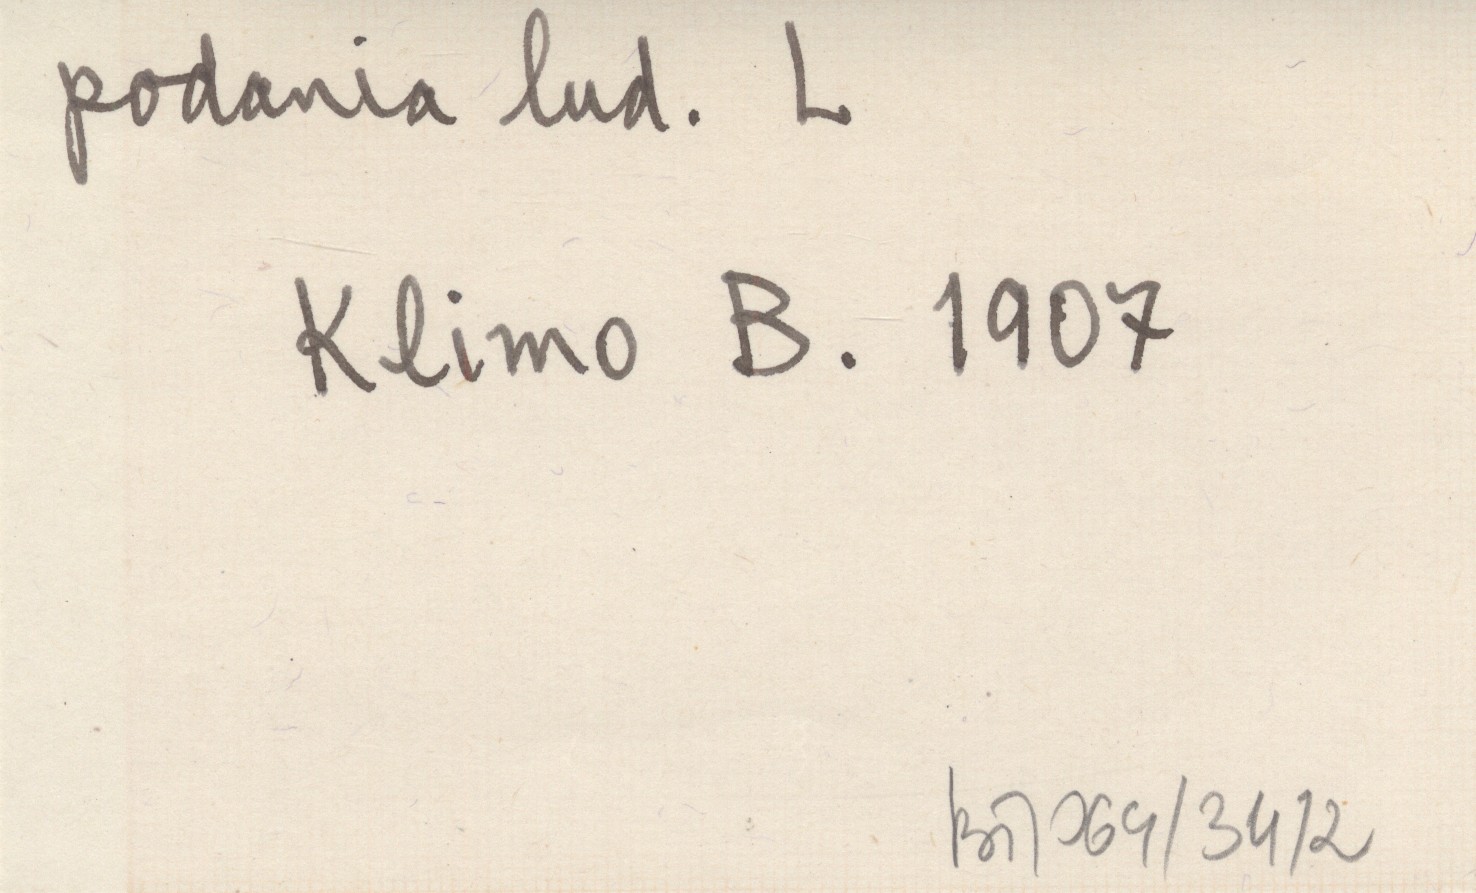 podania lud. L
Klimo B. 1907